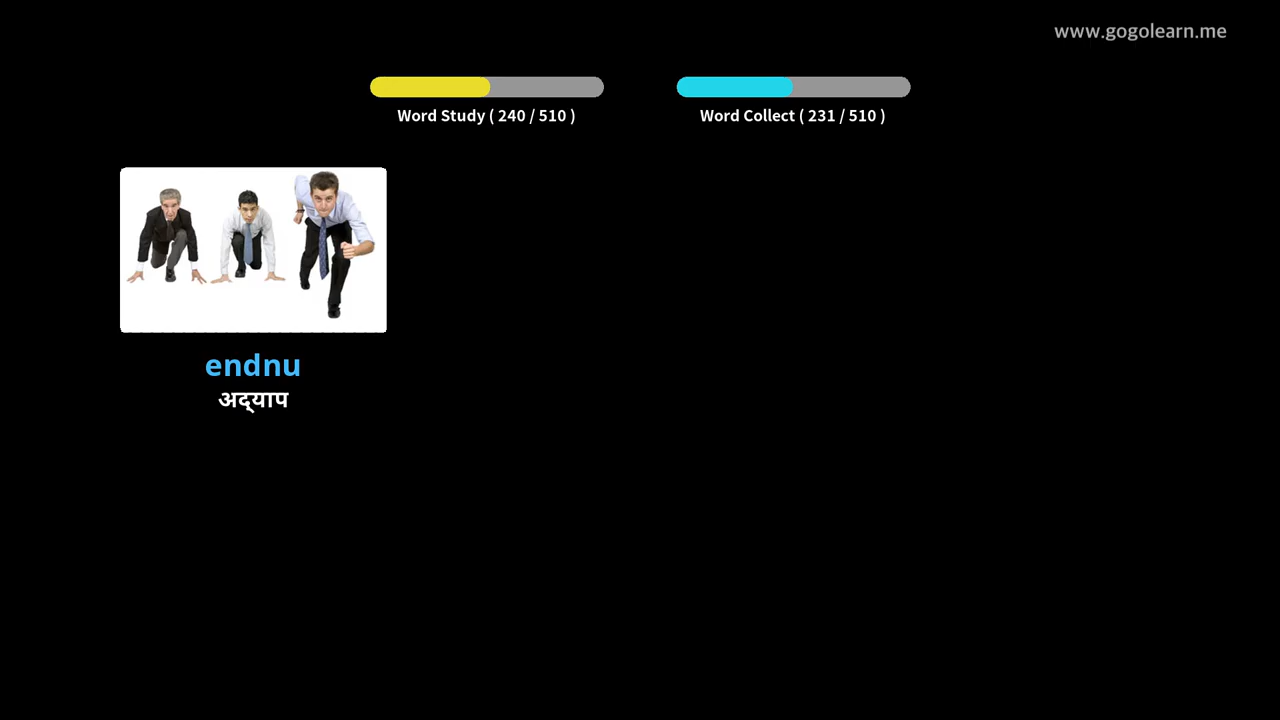 www.gogolearn.me
Word Study ( 240 / 510 )
Word Collect ( 231 / 510 )
endnu
अद्‌याप